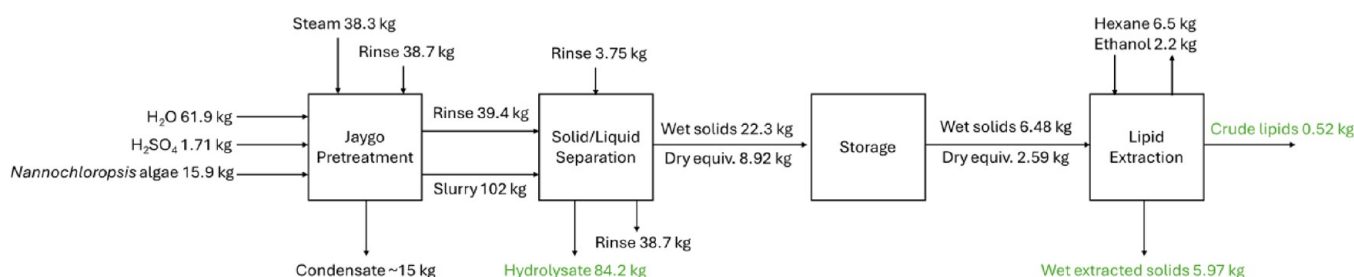 Steam 38.3 kg
Rinse 38.7 kg
H₂O 61.9 kg
H₂SO₄ 1.71 kg
Nannochloropsis algae 15.9 kg
Jaygo
Pretreatment
Condensate ~15 kg
Rinse 39.4 kg
Slurry 102 kg
Rinse 3.75 kg
Solid/Liquid
Separation
Rinse 38.7 kg
Hydrolysate 84.2 kg
Wet solids 22.3 kg
Dry equiv. 8.92 kg
Storage
Wet solids 6.48 kg
Dry equiv. 2.59 kg
Hexane 6.5 kg
Ethanol 2.2 kg
Lipid
Extraction
Crude lipids 0.52 kg
Wet extracted solids 5.97 kg